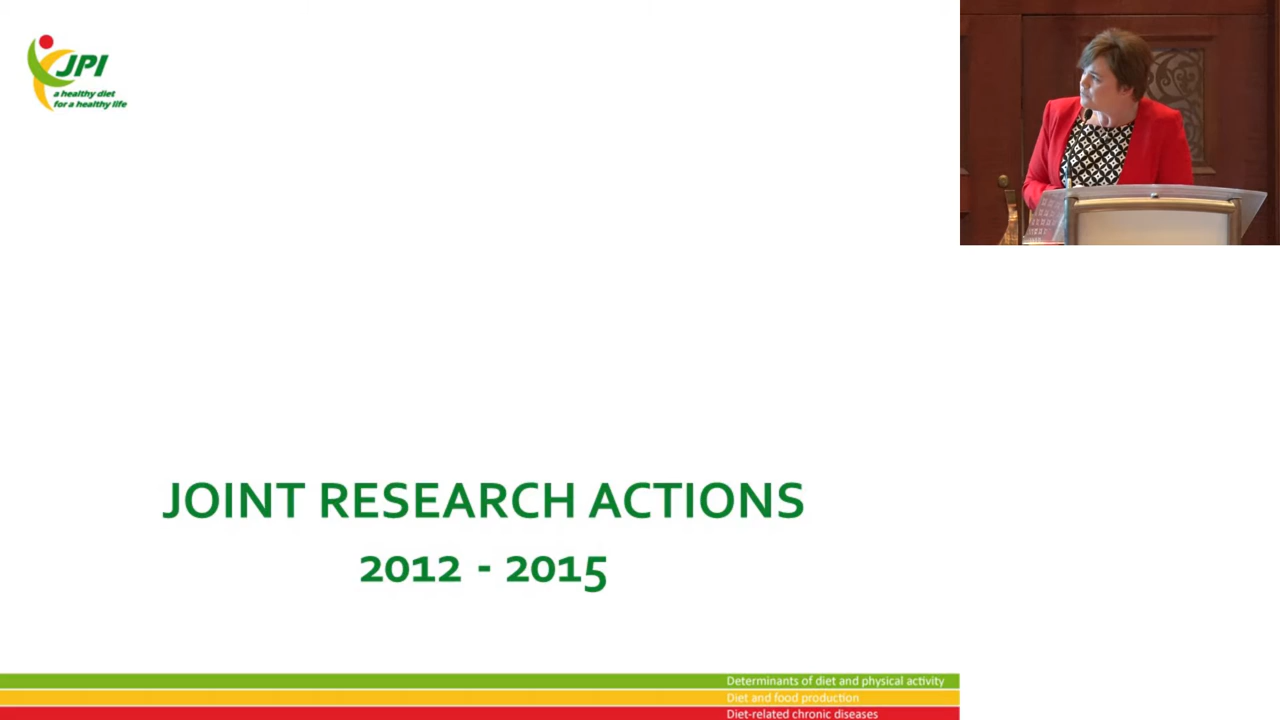 JPI
a healthy diet
for a healthy life
JOINT RESEARCH ACTIONS
2012 - 2015
Determinants of diet and physical activity
Diet and food production
Diet-related chronic diseases